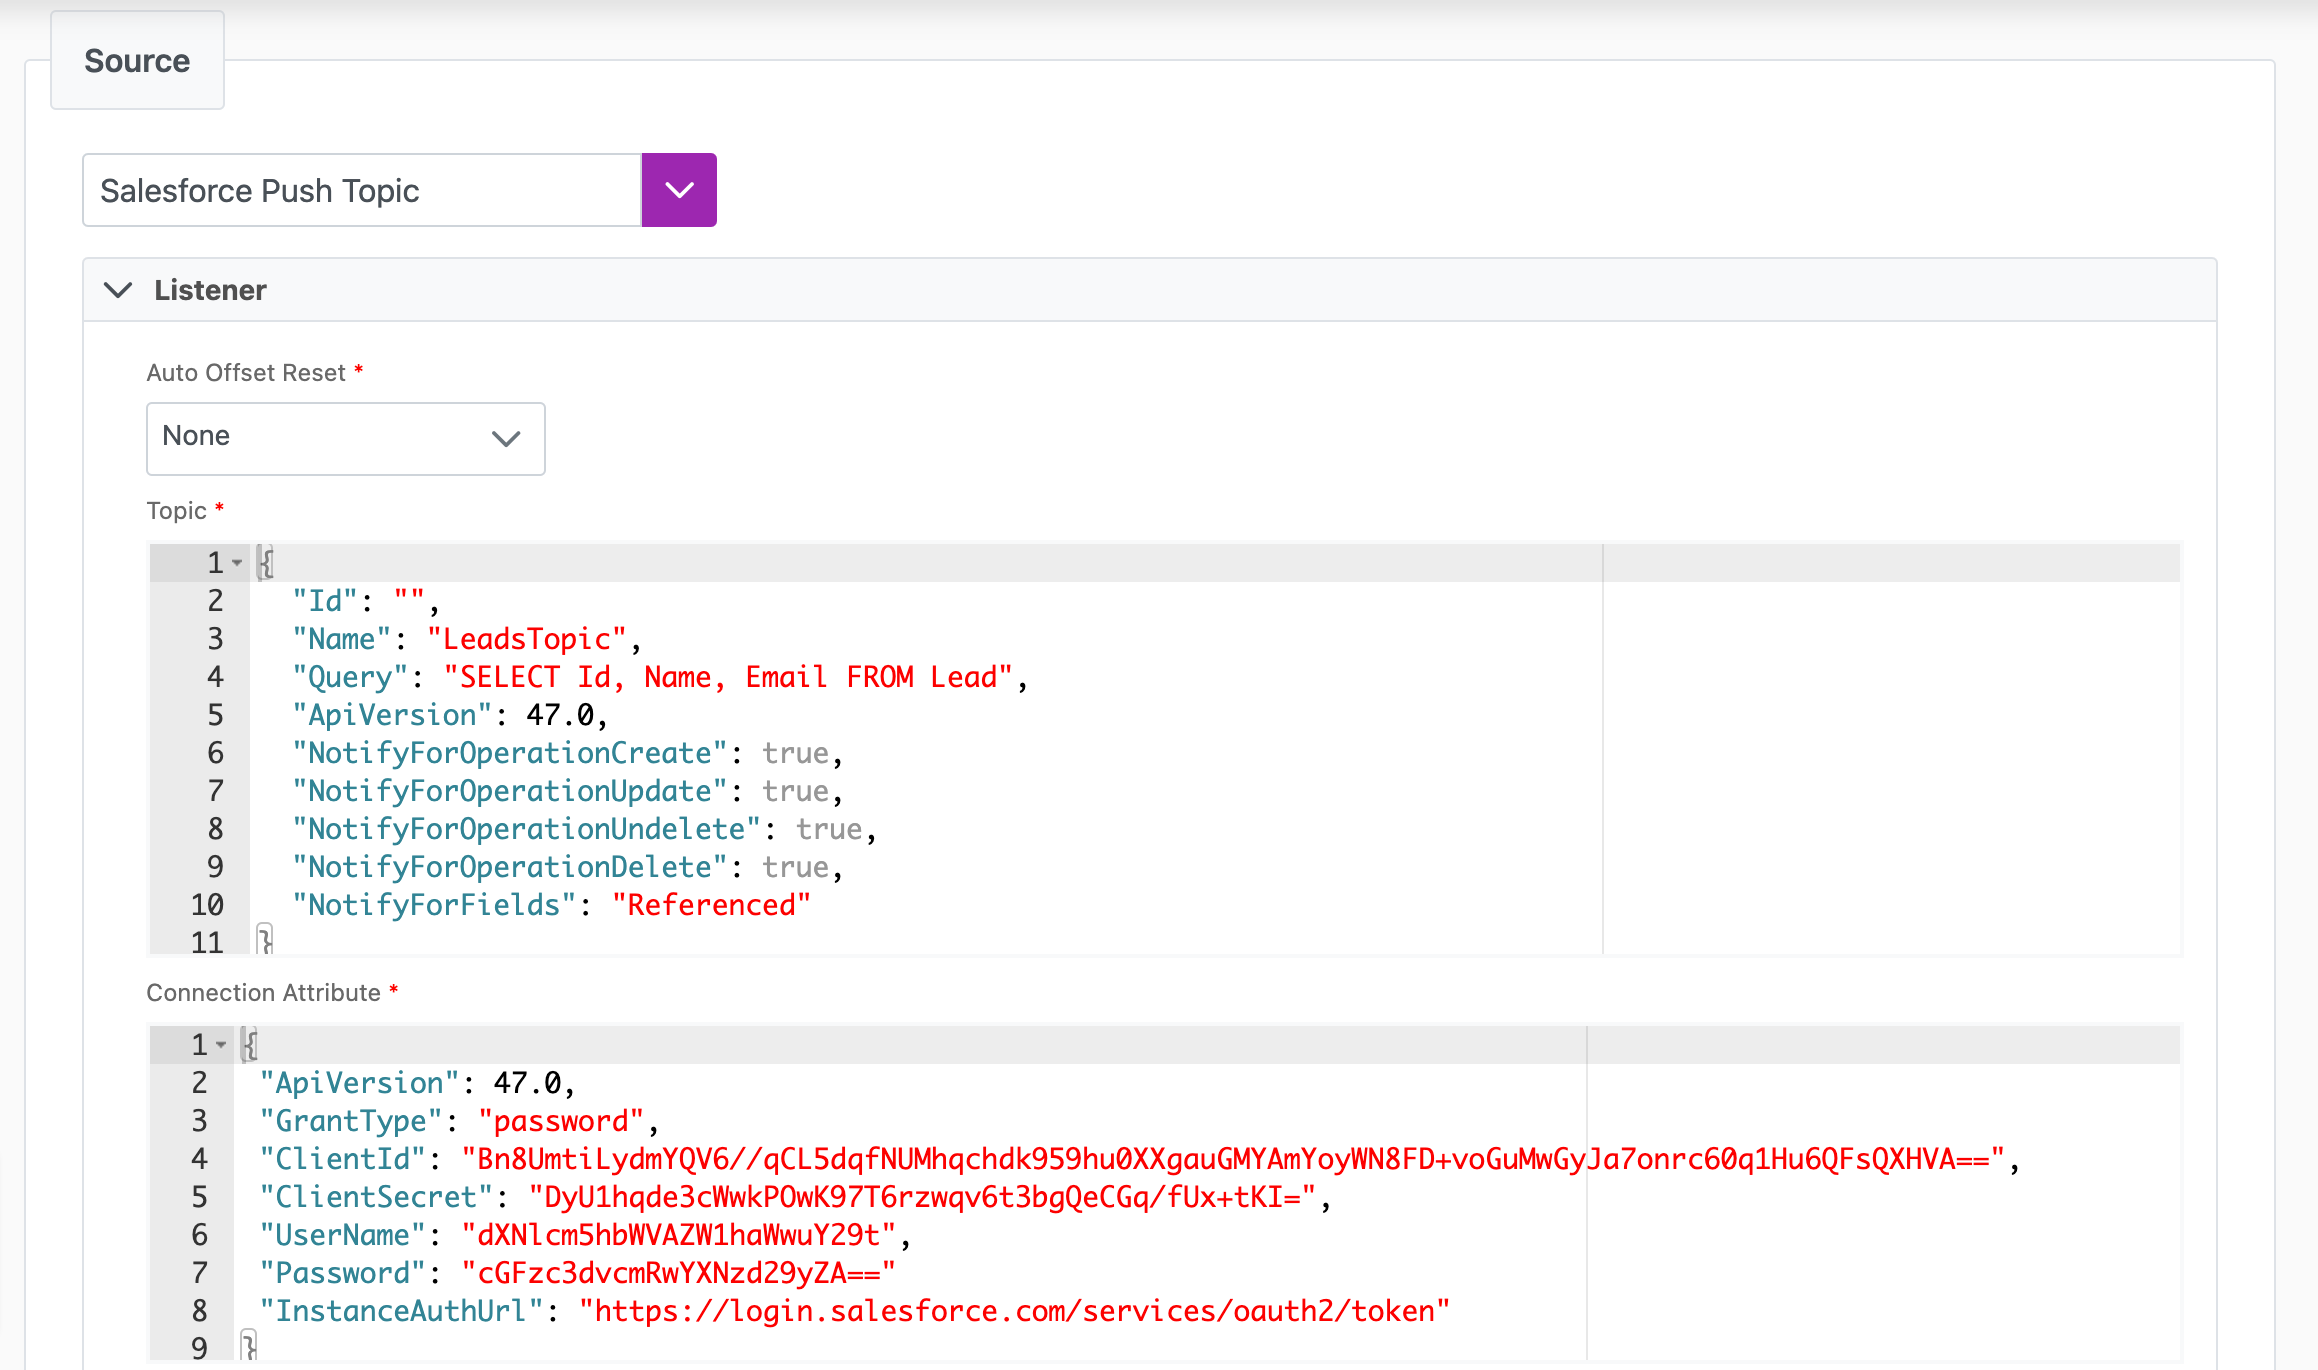 Source
Salesforce Push Topic
Listener
Auto Offset Reset *
None
Topic *
1 {
2 "Id": "",
3 "Name": "LeadsTopic",
4 "Query": "SELECT Id, Name, Email FROM Lead",
5 "ApiVersion": 47.0,
6 "NotifyForOperationCreate": true,
7 "NotifyForOperationUpdate": true,
8 "NotifyForOperationUndelete": true,
9 "NotifyForOperationDelete": true,
10 "NotifyForFields": "Referenced"
11 }
Connection Attribute *
1 {
2 "ApiVersion": 47.0,
3 "GrantType": "password",
4 "ClientId": "Bn8UmtiLydmYQV6//qCL5dqfNUMhqchdk959hu0XXgauGMYAmYoyWN8FD+voGuMwGyJa7onrc60q1Hu6QFsQXHVA==",
5 "ClientSecret": "DyU1hqde3cWwkPOwK97T6rzwqv6t3bgQeCGq/fUx+tKI=",
6 "UserName": "dXNlcm5hbWVAZW1haWwuY29t",
7 "Password": "cGFzc3dvcmRwYXNzd29yZA=="
8 "InstanceAuthUrl": "https://login.salesforce.com/services/oauth2/token"
9 }